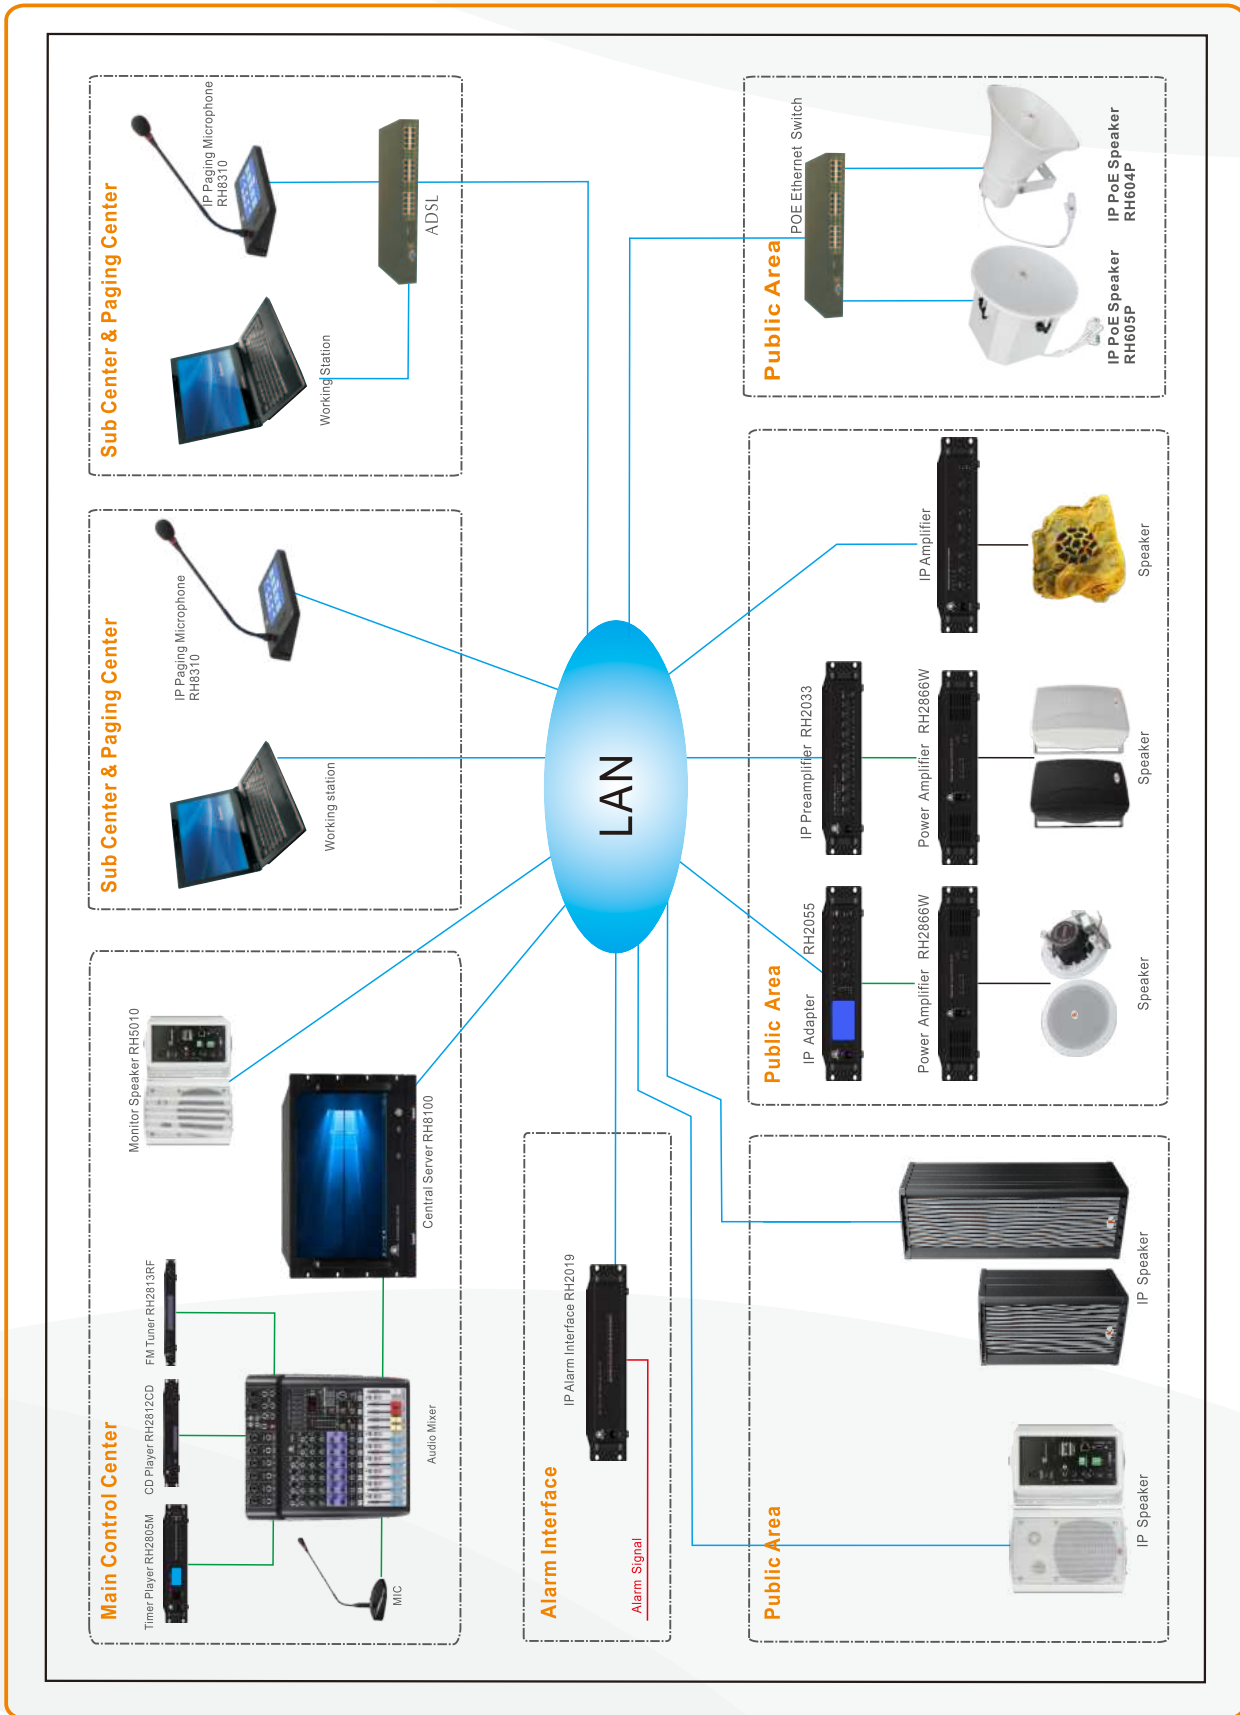 Main Control Center
Timer Player RH2805M
CD Player RH2812CD
FM Tuner RH2813RF
Monitor Speaker RH5010
MIC
Audio Mixer
Central Server RH8100
Sub Center & Paging Center
Working station
IP Paging Microphone
RH8310
Sub Center & Paging Center
Working Station
IP Paging Microphone
RH8310
ADSL
Alarm Interface
IP Alarm Interface RH2019
Alarm Signal
LAN
Public Area
IP Speaker
IP Speaker
Public Area
IP Adapter RH2055
Power Amplifier RH2866W
Speaker
IP Preamplifier RH2033
Power Amplifier RH2866W
Speaker
IP Amplifier
Speaker
Public Area
POE Ethernet Switch
IP PoE Speaker
RH605P
IP PoE Speaker
RH604P